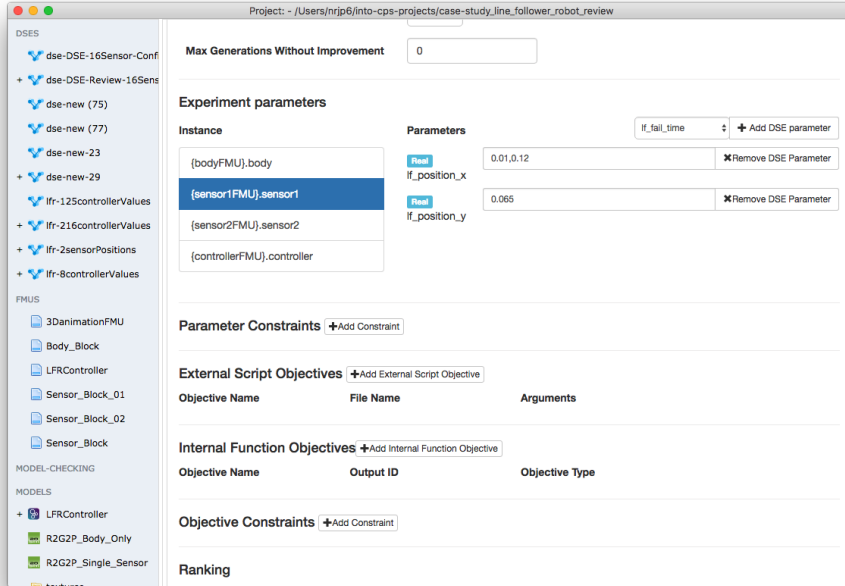 Project: - /Users/nrjp6/into-cps-projects/case-study_line_follower_robot_review
DSES
dse-DSE-16Sensor-Conf
+ dse-DSE-Review-16Sens
dse-new (75)
dse-new (77)
dse-new-23
+ dse-new-29
lfr-125controllerValues
+ lfr-216controllerValues
+ lfr-2sensorPositions
+ lfr-8controllerValues
FMUS
3DanimationFMU
Body_Block
LFRController
Sensor_Block_01
Sensor_Block_02
Sensor_Block
MODEL-CHECKING
MODELS
+ LFRController
R2G2P_Body_Only
R2G2P_Single_Sensor
textures
Max Generations Without Improvement 0
Experiment parameters
Instance
{bodyFMU}.body
{sensor1FMU}.sensor1
{sensor2FMU}.sensor2
{controllerFMU}.controller
Parameters lf_fail_time +Add DSE parameter
Real 0.01,0.12 ✖Remove DSE Parameter
lf_position_x
Real 0.065 ✖Remove DSE Parameter
lf_position_y
Parameter Constraints +Add Constraint
External Script Objectives +Add External Script Objective
Objective Name File Name Arguments
Internal Function Objectives +Add Internal Function Objective
Objective Name Output ID Objective Type
Objective Constraints +Add Constraint
Ranking